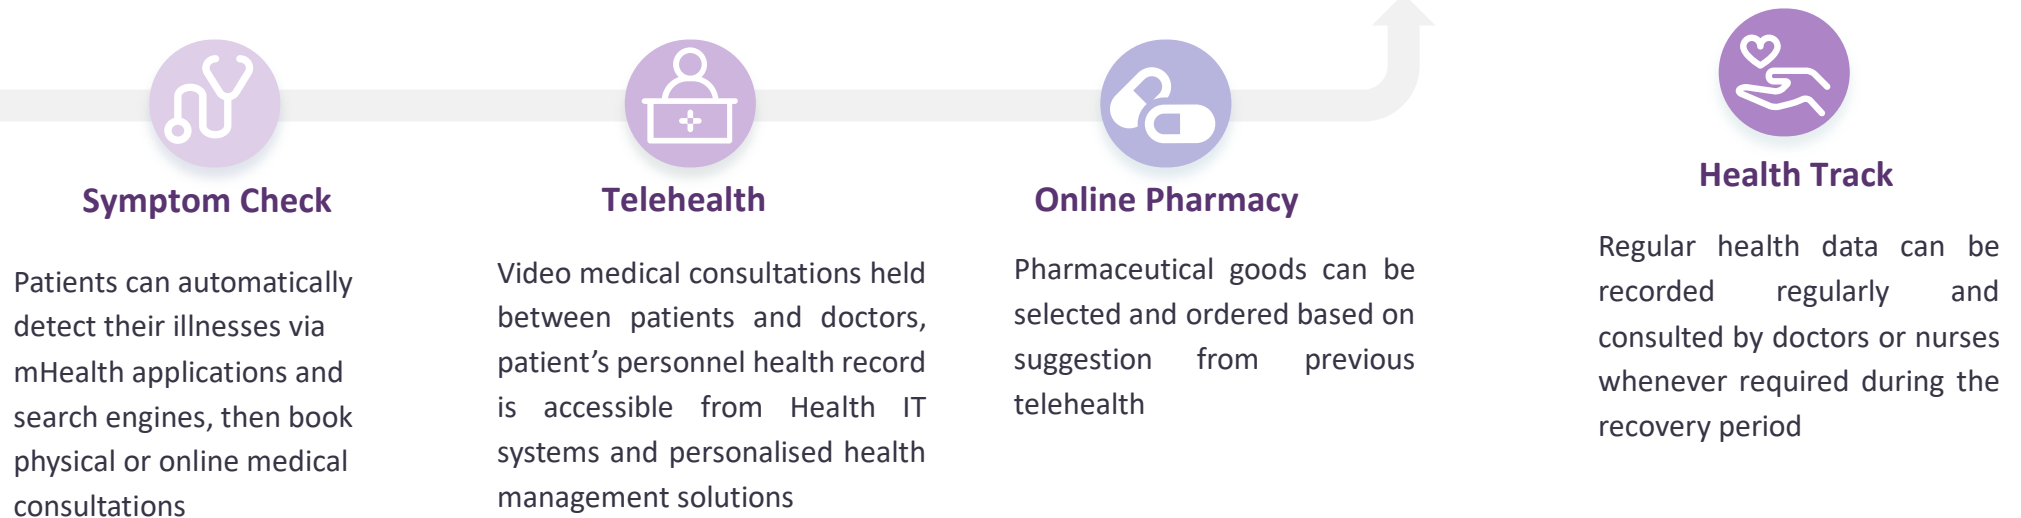 Symptom Check
Patients can automatically
detect their illnesses via
mHealth applications and
search engines, then book
physical or online medical
consultations
Telehealth
Video medical consultations held
between patients and doctors,
patient’s personnel health record
is accessible from Health IT
systems and personalised health
management solutions
Online Pharmacy
Pharmaceutical goods can be
selected and ordered based on
suggestion from previous
telehealth
Health Track
Regular health data can be
recorded regularly and
consulted by doctors or nurses
whenever required during the
recovery period